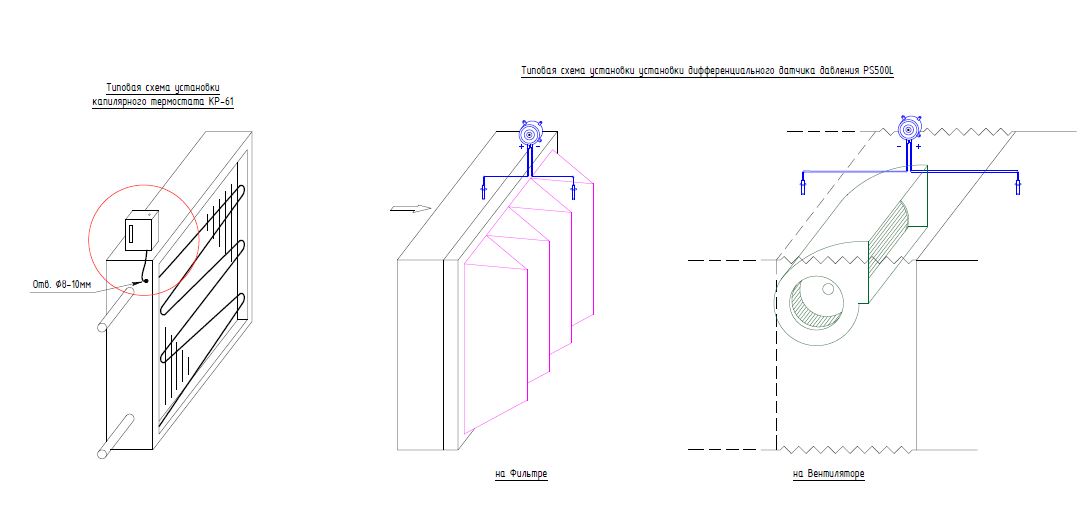 Типовая схема установки
капилярного термостата КР-61
Типовая схема установки установки дифференциального датчика давления PS500L
+ -
- +
Отв. Ø8-10мм
на Фильтре
на Вентиляторе